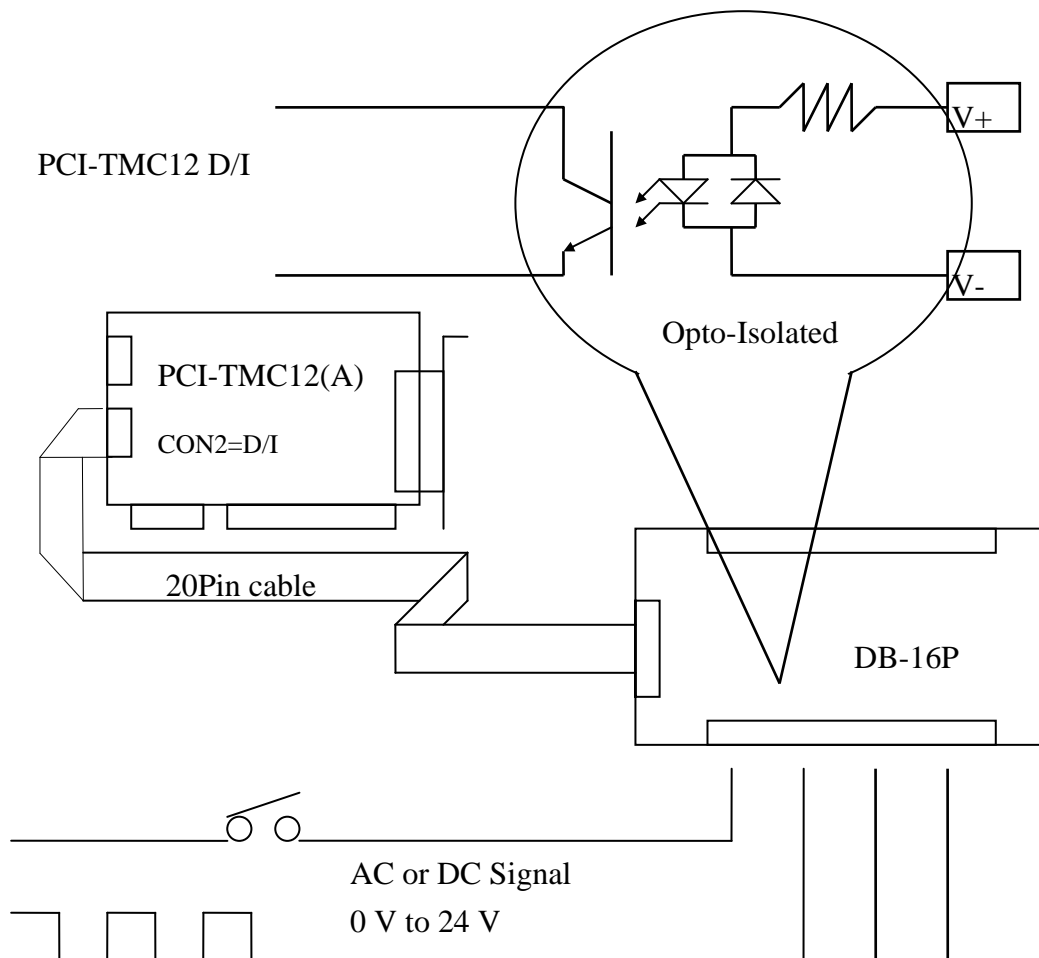 V+
PCI-TMC12 D/I
V-
Opto-Isolated
PCI-TMC12(A)
CON2=D/I
20Pin cable
DB-16P
AC or DC Signal
0 V to 24 V